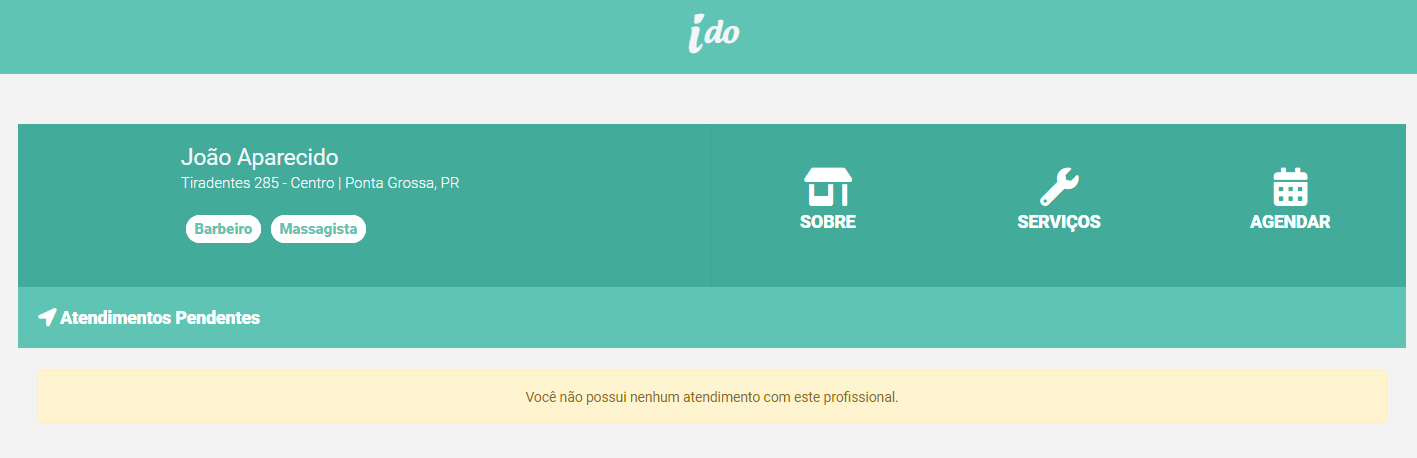 ido
João Aparecido
Tiradentes 285 - Centro | Ponta Grossa, PR
Barbeiro Massagista
SOBRE SERVIÇOS AGENDAR
Atendimentos Pendentes
Você não possui nenhum atendimento com este profissional.